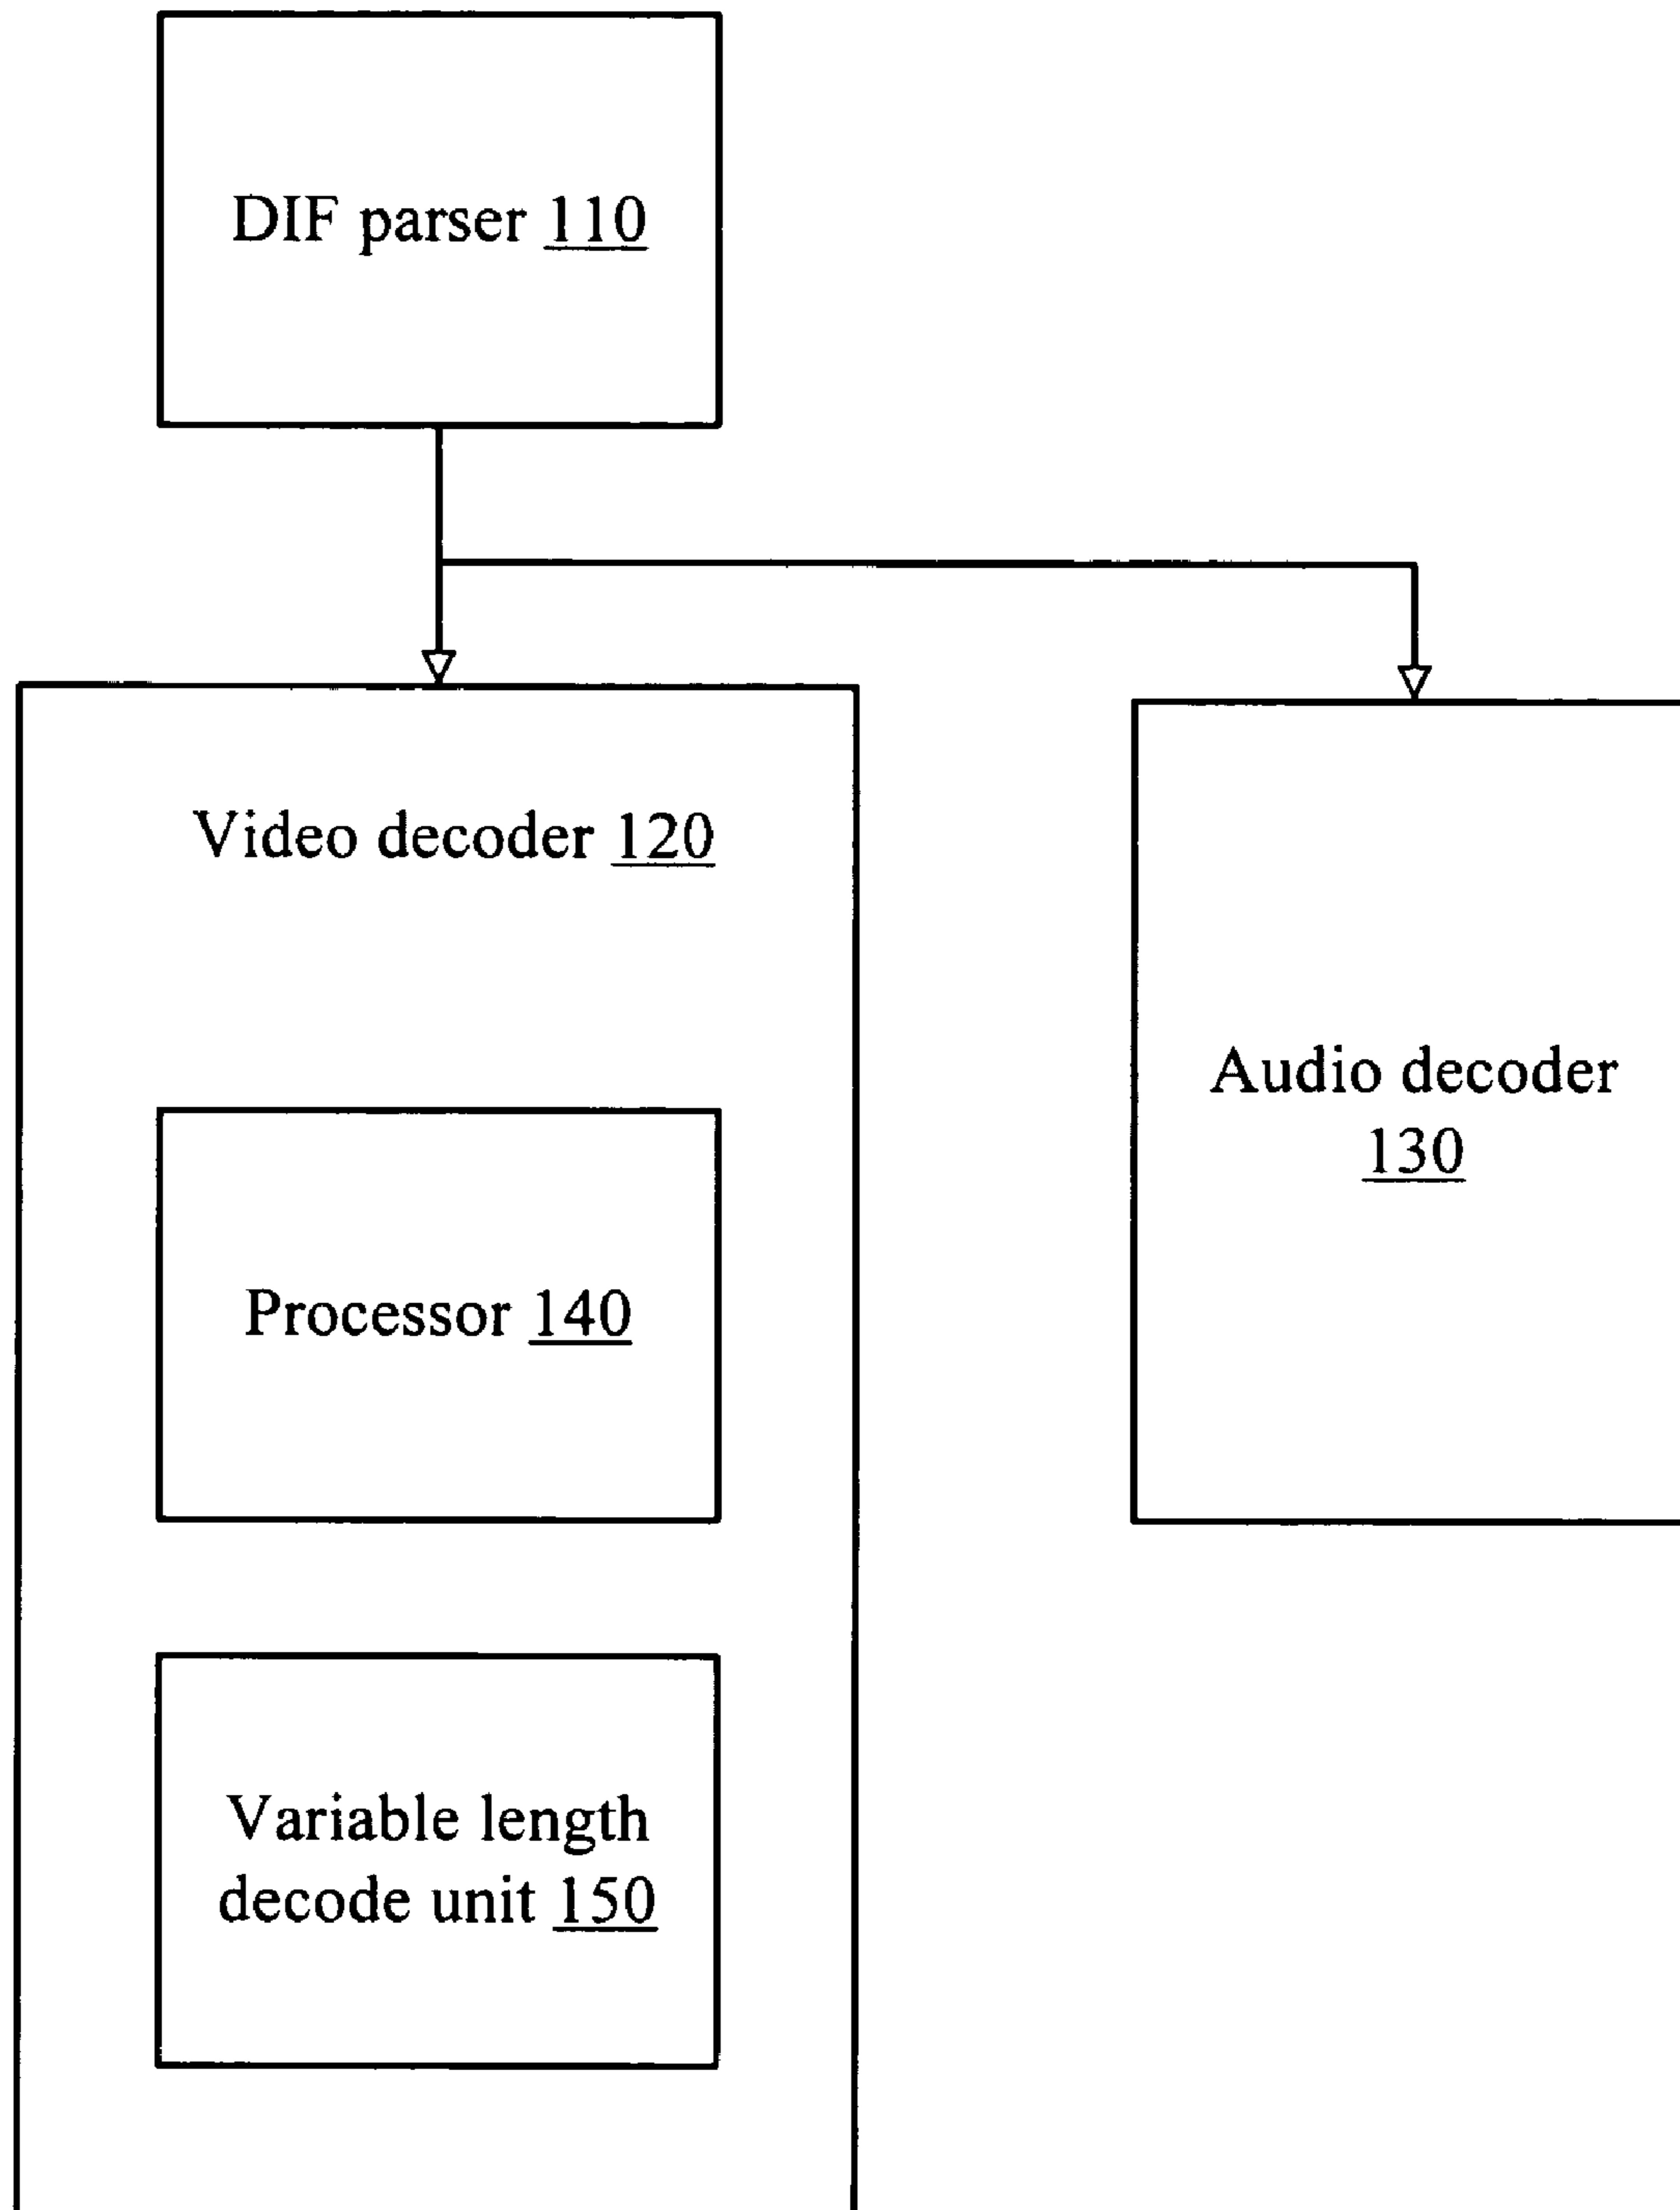 DIF parser 110
Video decoder 120
Audio decoder
130
Processor 140
Variable length
decode unit 150